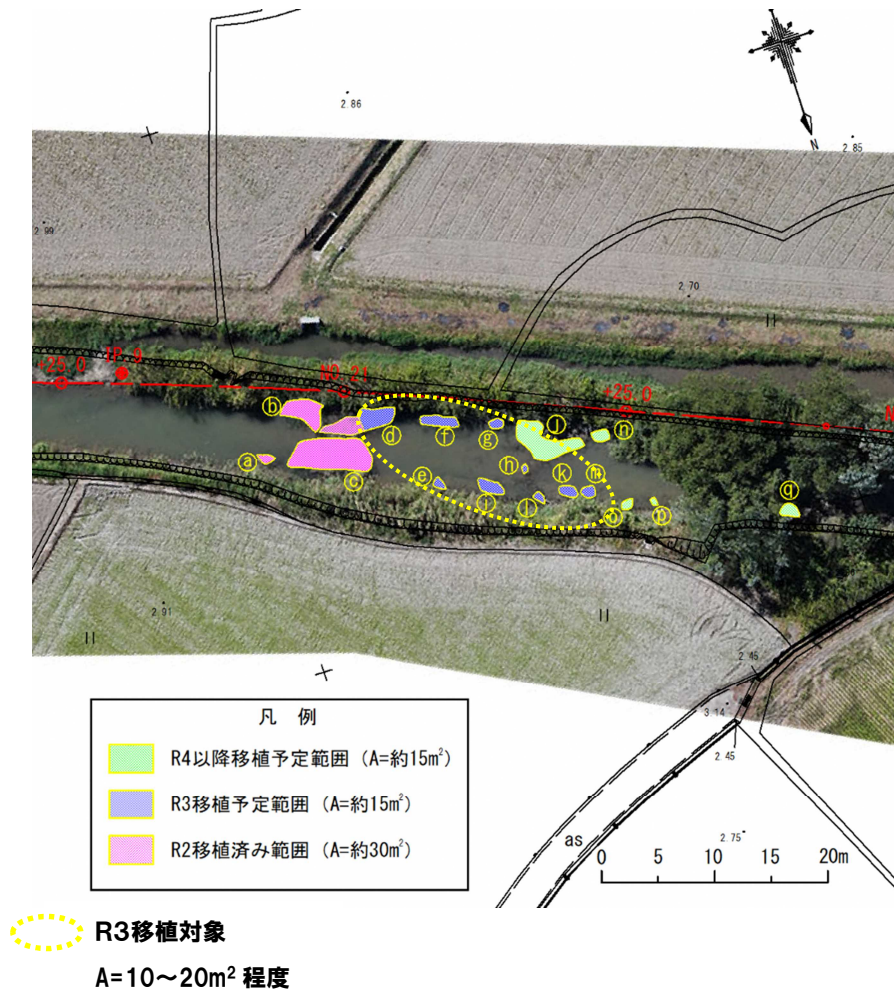 N
2.86
2.85
2.99
2.70
+25.0
IP.9
NO.21
+25.0
N
ⓑ
ⓓ
ⓕ
ⓖ
ⓙ
ⓝ
ⓐ
ⓒ
ⓔ
ⓗ
ⓘ
ⓚ
ⓜ
ⓞ
ⓟ
ⓠ
2.91
2.45
3.14
2.45
2.75
as
0 5 10 15 20m
凡 例
R4以降移植予定範囲（A=約15m²）
R3移植予定範囲（A=約15m²）
R2移植済み範囲（A=約30m²）
R3移植対象
A=10～20m² 程度